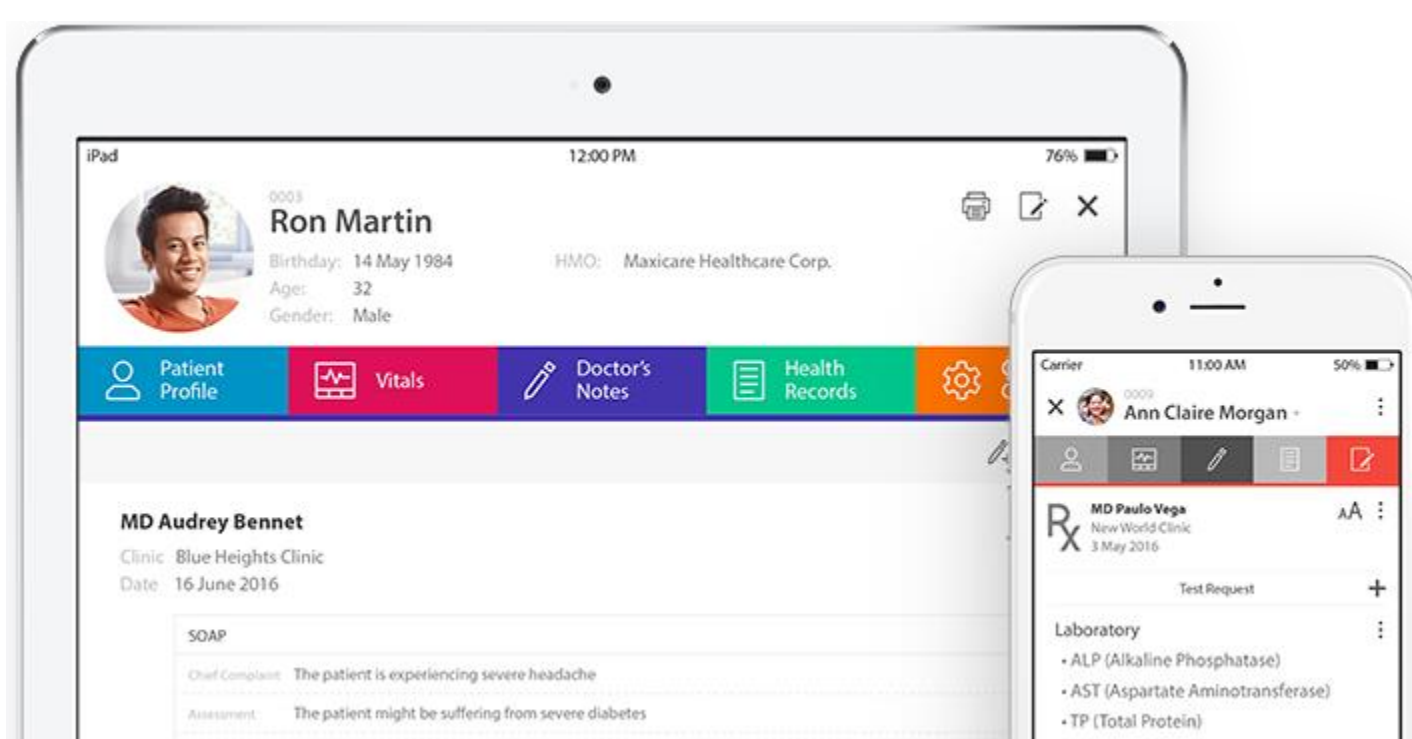 iPad 12:00 PM 76%
0003
Ron Martin
Birthday: 14 May 1984 HMO: Maxicare Healthcare Corp.
Age: 32
Gender: Male
Patient
Profile
Vitals
Doctor's
Notes
Health
Records
MD Audrey Bennet
Clinic Blue Heights Clinic
Date 16 June 2016
SOAP
Chief Complaint The patient is experiencing severe headache
Assessment The patient might be suffering from severe diabetes
Carrier 11:00 AM 50%
0009
Ann Claire Morgan
Rx
MD Paulo Vega
New World Clinic
3 May 2016
AA
Test Request
Laboratory
• ALP (Alkaline Phosphatase)
• AST (Aspartate Aminotransferase)
• TP (Total Protein)